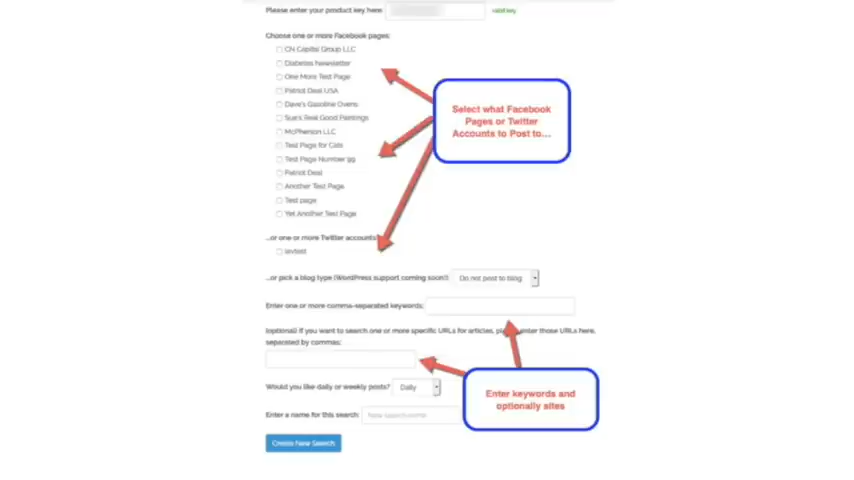 Please enter your product key here:
valid key
Choose one or more Facebook pages:
CN Capital Group LLC
Diabetes Newsletter
One More Test Page
Patriot Deal USA
Dave's Gasoline Ovens
Sue's Real Good Paintings
McPherson LLC
Test Page for Cats
Test Page Number 99
Patriot Deal
Another Test Page
Test page
Yet Another Test Page
Select what Facebook
Pages or Twitter
Accounts to Post to...
...or one or more Twitter accounts:
...or pick a blog type (WordPress support coming soon!): Do not post to blog
Enter one or more comma-separated keywords:
(optional) If you want to search one or more specific URLs for articles, enter those URLs here,
separated by commas:
Would you like daily or weekly posts? Daily
Enter keywords and
optionally sites
Enter a name for this search: New search name
Create New Search